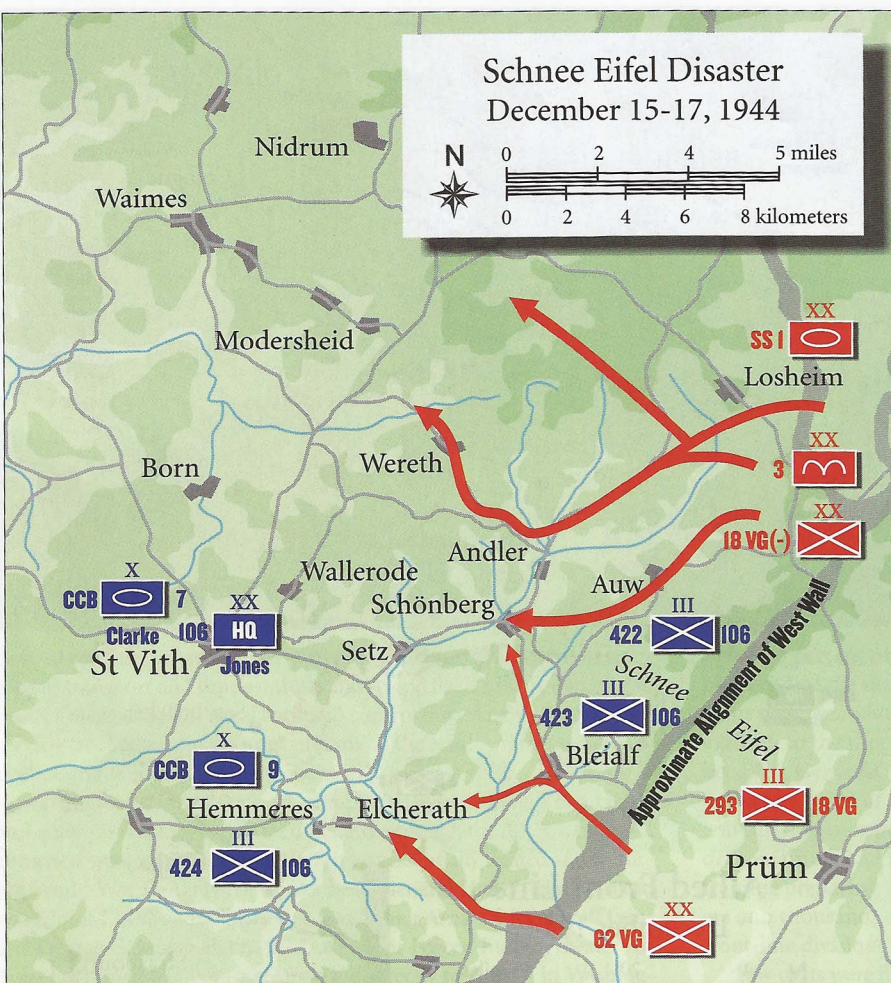 Schnee Eifel Disaster
December 15-17, 1944
N
0 2 4 5 miles
0 2 4 6 8 kilometers
Nidrum
Waimes
Modersheid
XX
SS 1
Losheim
XX
3
Wereth
Born
XX
18 VG(-)
Andler
Wallerode
Auw
X
CCB 7
Clarke
XX
106 HQ
Jones
St Vith
Schönberg
Setz
III
422 106
Schnee
Eifel
III
423 106
Approximate Alignment of West Wall
Bleialf
X
CCB 9
Hemmeres
Elcherath
III
293 18 VG
III
424 106
Prüm
XX
62 VG